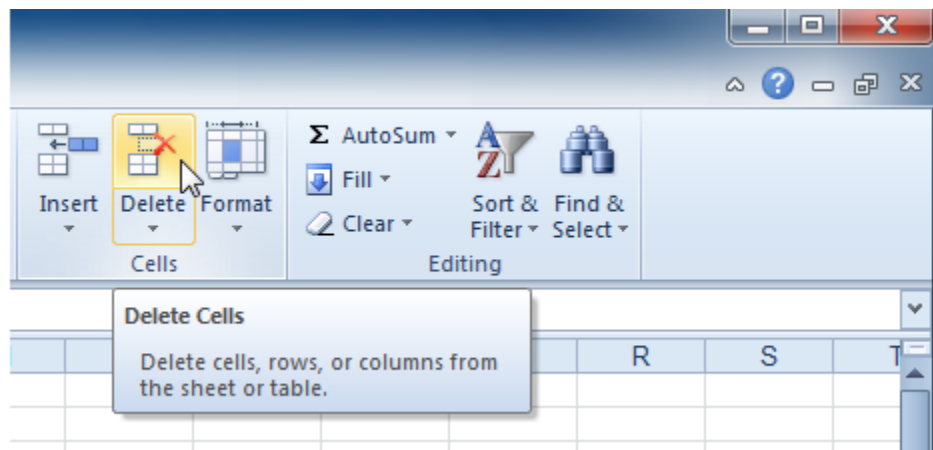 Σ AutoSum
Fill
Clear
Insert
Delete
Format
Sort &
Filter
Find &
Select
Cells
Editing
Delete Cells
Delete cells, rows, or columns from
the sheet or table.
R
S
T